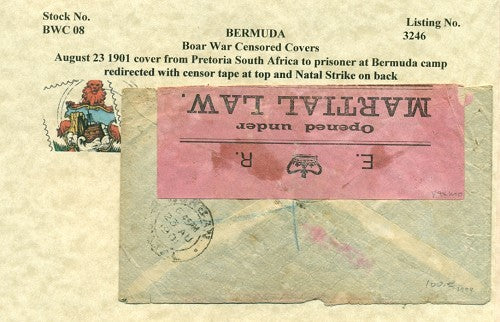 Stock No.
BWC 08
BERMUDA
Boar War Censored Covers
Listing No.
3246
August 23 1901 cover from Pretoria South Africa to prisoner at Bermuda camp
redirected with censor tape at top and Natal Strike on back
E. R.
Opened under
MARTIAL LAW.